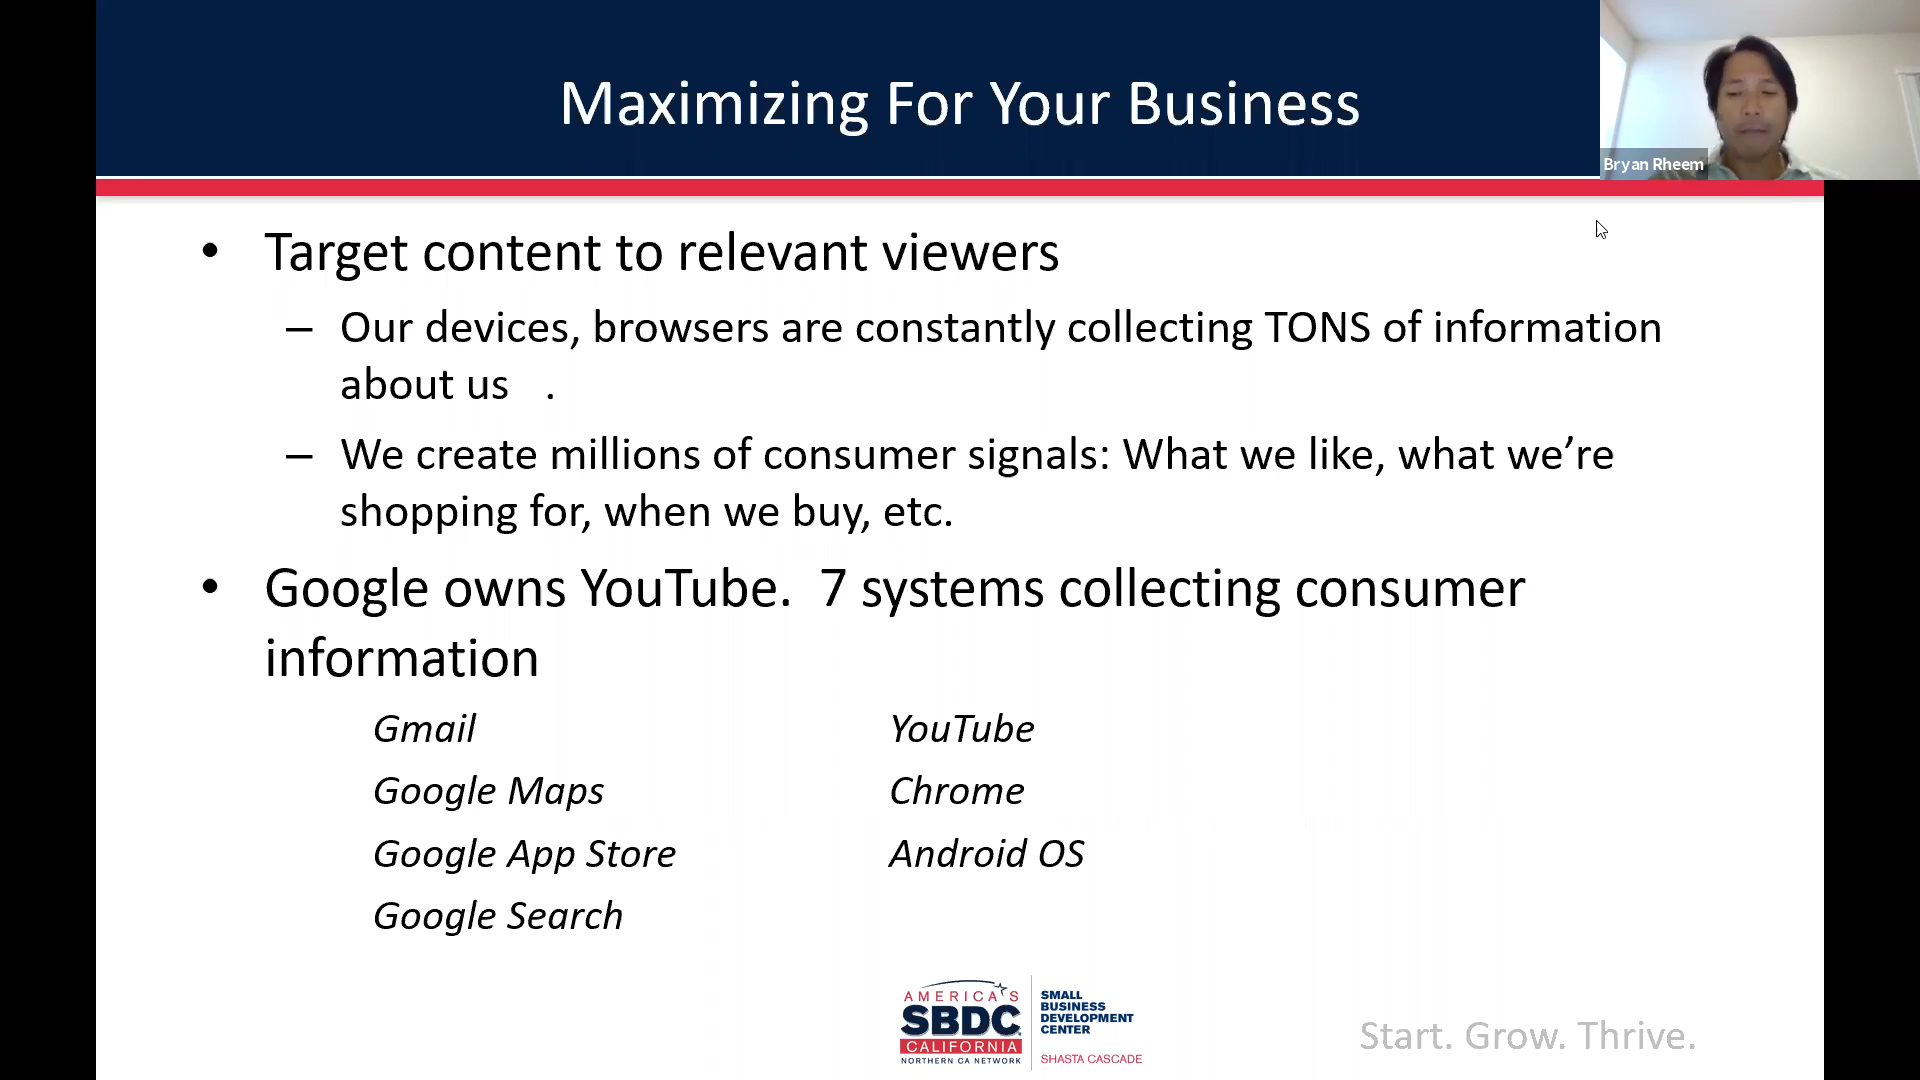 Maximizing For Your Business
Bryan Rheem
• Target content to relevant viewers
– Our devices, browsers are constantly collecting TONS of information
about us .
– We create millions of consumer signals: What we like, what we’re
shopping for, when we buy, etc.
• Google owns YouTube. 7 systems collecting consumer
information
Gmail
YouTube
Google Maps
Chrome
Google App Store
Android OS
Google Search
AMERICA'S
SBDC
CALIFORNIA
NORTHERN CA NETWORK
SMALL
BUSINESS
DEVELOPMENT
CENTER
SHASTA CASCADE
Start. Grow. Thrive.